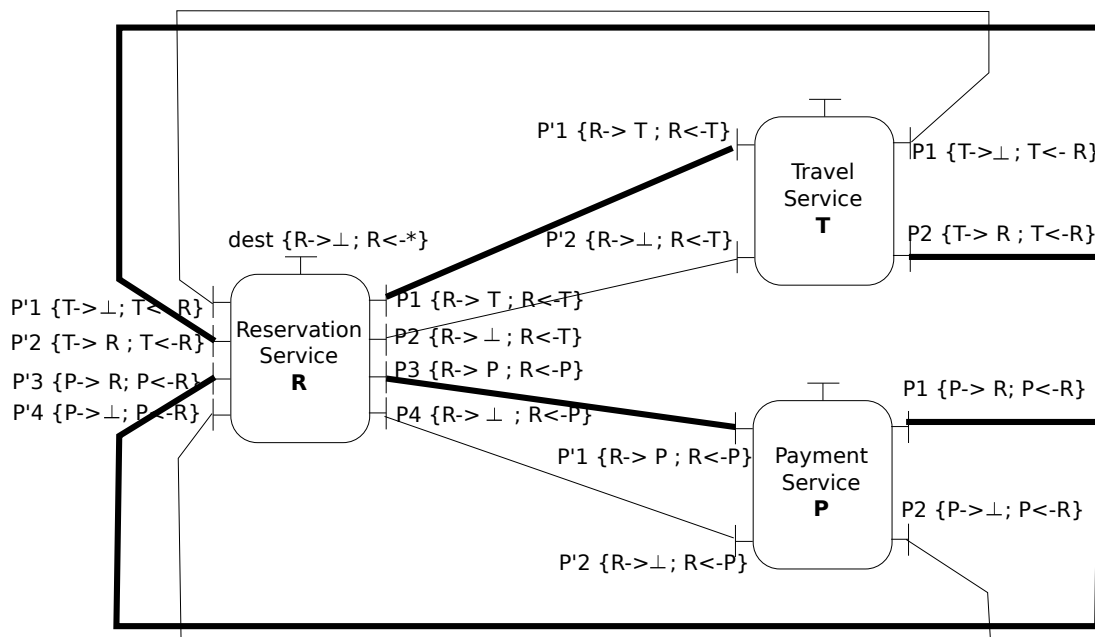 P'1 {R-> T ; R<-T}
P1 {T->⊥ ; T<- R}
Travel
Service
T
dest {R->⊥ ; R<-*}
P'2 {R->⊥ ; R<-T}
P2 {T-> R ; T<-R}
P'1 {T->⊥; T<- R}
P'2 {T-> R ; T<-R}
P'3 {P-> R; P<-R}
P'4 {P->⊥; P<-R}
Reservation
Service
R
P1 {R-> T ; R<-T}
P2 {R-> ⊥ ; R<-T}
P3 {R-> P ; R<-P}
P4 {R-> ⊥ ; R<-P}
P1 {P-> R; P<-R}
P'1 {R-> P ; R<-P}
Payment
Service
P
P2 {P->⊥; P<-R}
P'2 {R->⊥ ; R<-P}